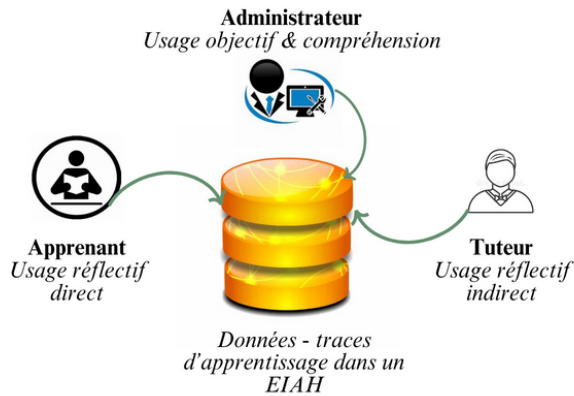 Administrateur
Usage objectif & compréhension
Apprenant
Usage réflectif
direct
Tuteur
Usage réflectif
indirect
Données - traces
d'apprentissage dans un
EIAH